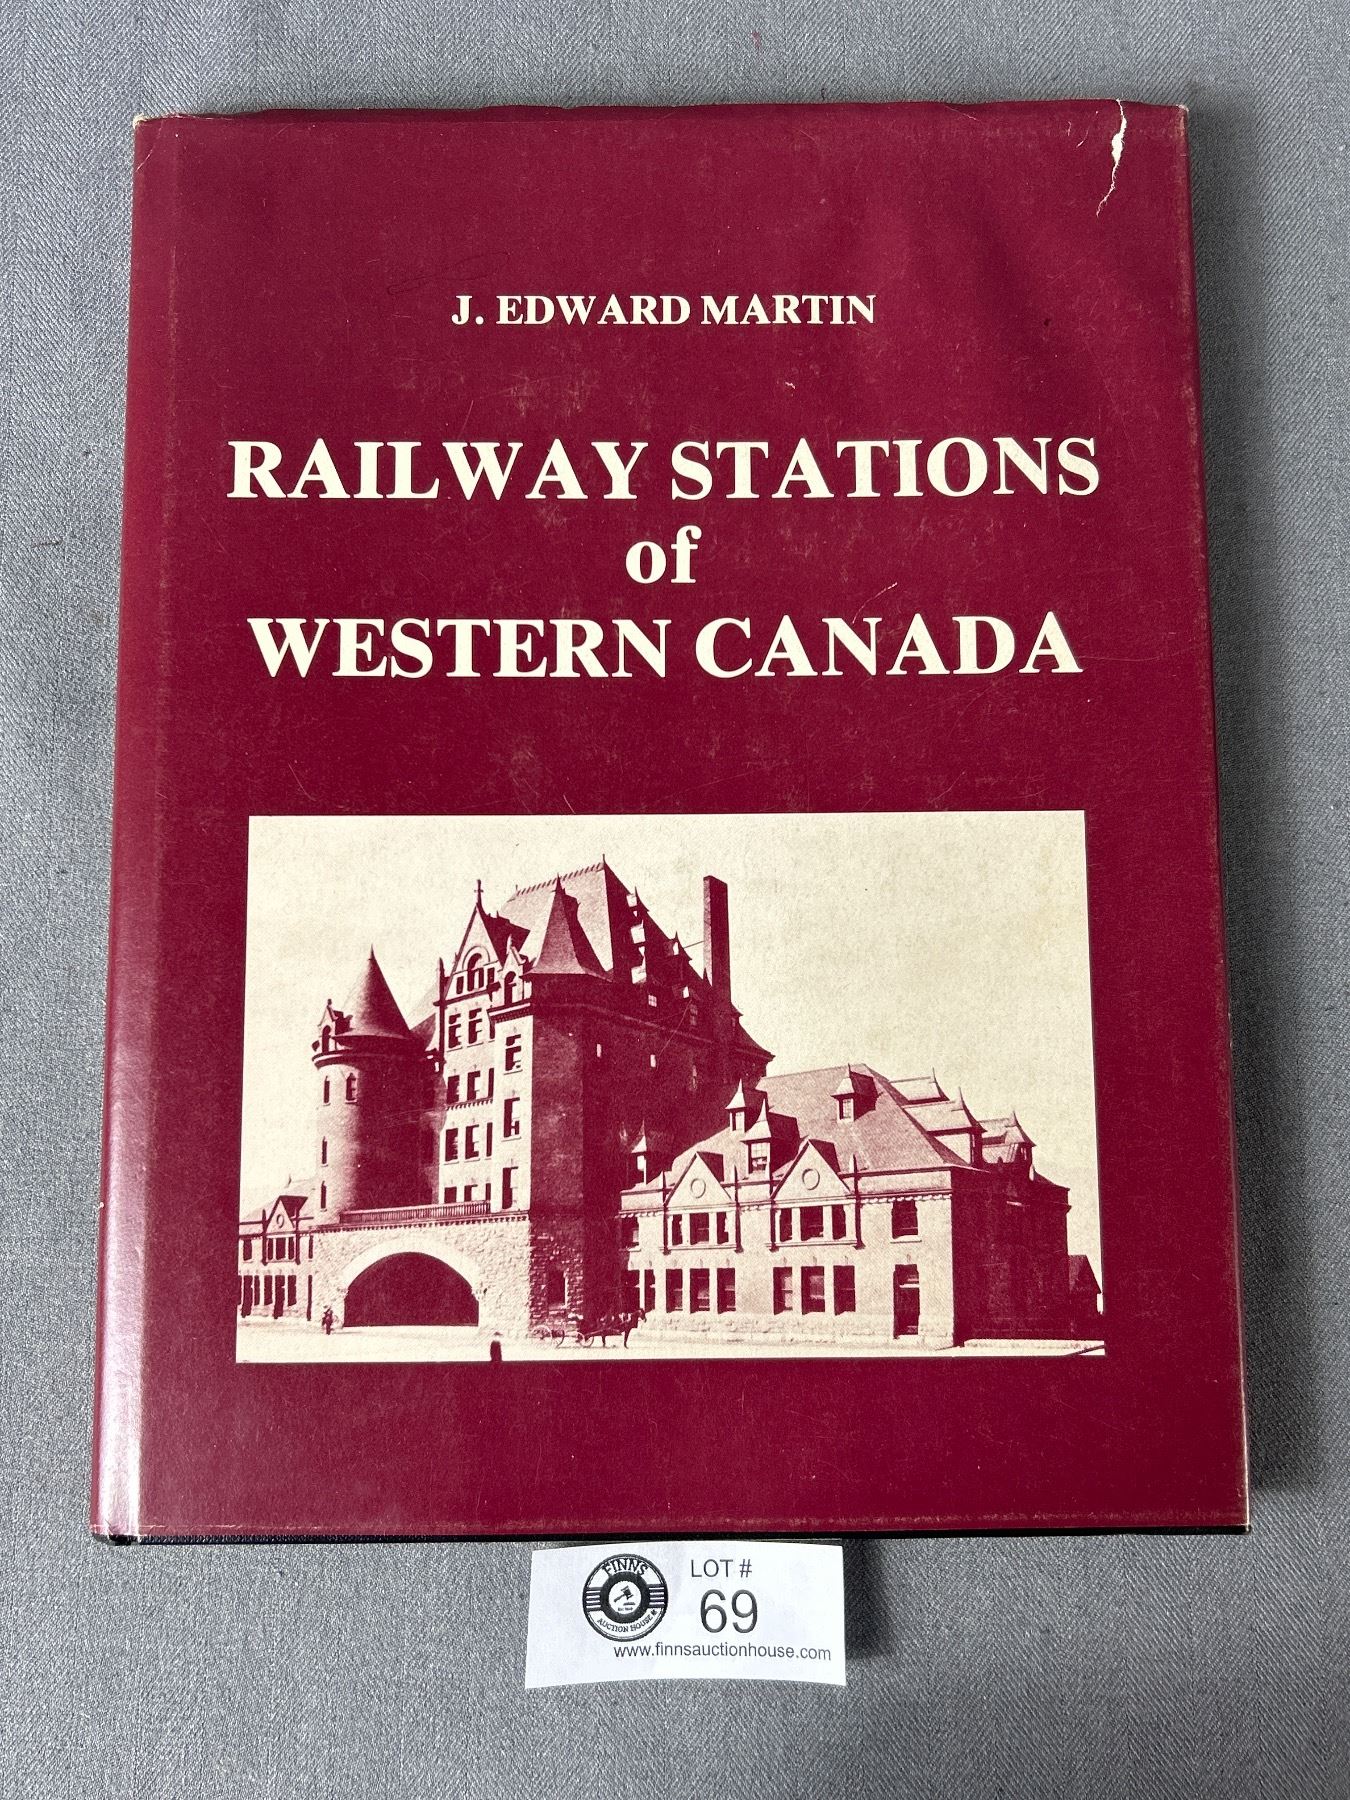 J. EDWARD MARTIN
RAILWAY STATIONS
of
WESTERN CANADA
FINNS
AUCTION HOUSE
LOT #
69
www.finnsauctionhouse.com